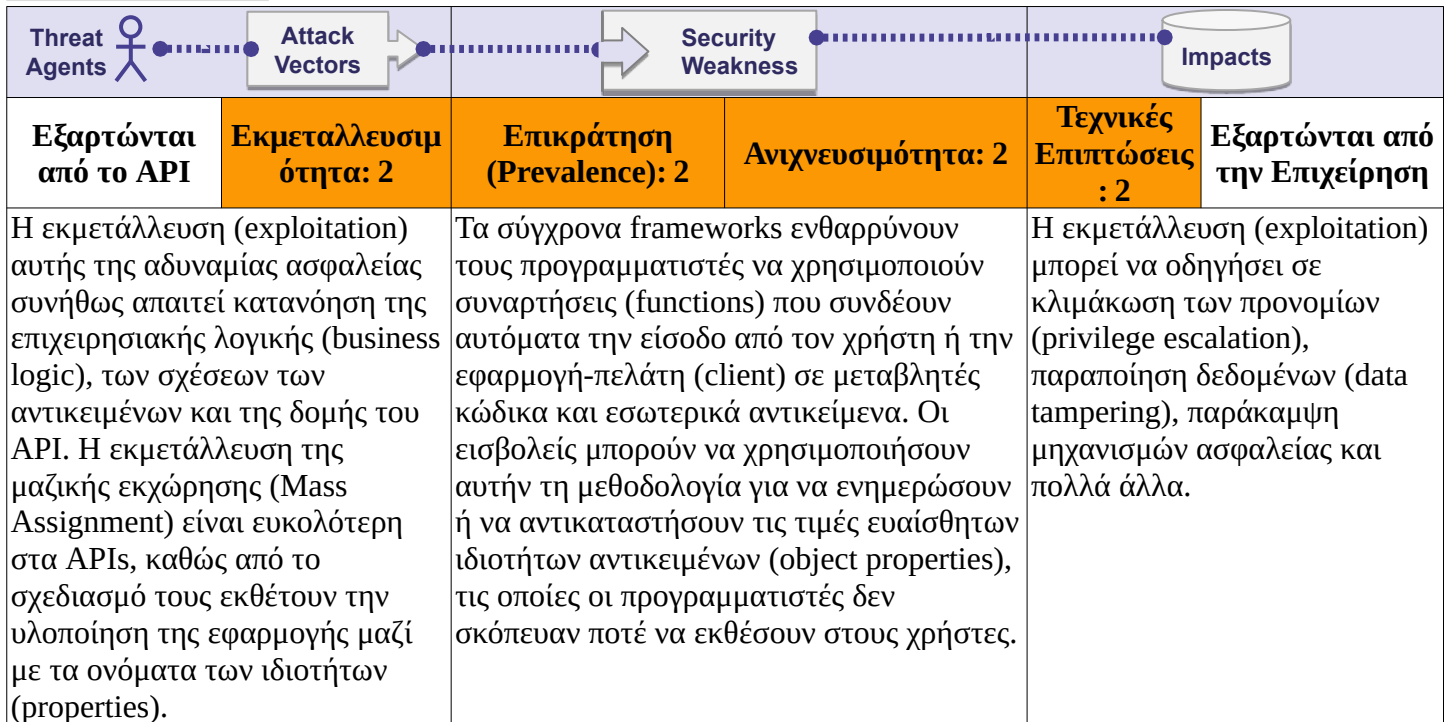 Threat
Agents
Attack
Vectors
Security
Weakness
Impacts
Εξαρτώνται
από το API
Εκμεταλλευσιμ
ότητα: 2
Επικράτηση
(Prevalence): 2
Ανιχνευσιμότητα: 2
Τεχνικές
Επιπτώσεις
: 2
Εξαρτώνται από
την Επιχείρηση
Η εκμετάλλευση (exploitation)
αυτής της αδυναμίας ασφαλείας
συνήθως απαιτεί κατανόηση της
επιχειρησιακής λογικής (business
logic), των σχέσεων των
αντικειμένων και της δομής του
API. Η εκμετάλλευση της
μαζικής εκχώρησης (Mass
Assignment) είναι ευκολότερη
στα APIs, καθώς από το
σχεδιασμό τους εκθέτουν την
υλοποίηση της εφαρμογής μαζί
με τα ονόματα των ιδιοτήτων
(properties).
Τα σύγχρονα frameworks ενθαρρύνουν
τους προγραμματιστές να χρησιμοποιούν
συναρτήσεις (functions) που συνδέουν
αυτόματα την είσοδο από τον χρήστη ή την
εφαρμογή-πελάτη (client) σε μεταβλητές
κώδικα και εσωτερικά αντικείμενα. Οι
εισβολείς μπορούν να χρησιμοποιήσουν
αυτήν τη μεθοδολογία για να ενημερώσουν
ή να αντικαταστήσουν τις τιμές ευαίσθητων
ιδιοτήτων αντικειμένων (object properties),
τις οποίες οι προγραμματιστές δεν
σκόπευαν ποτέ να εκθέσουν στους χρήστες.
Η εκμετάλλευση (exploitation)
μπορεί να οδηγήσει σε
κλιμάκωση των προνομίων
(privilege escalation),
παραποίηση δεδομένων (data
tampering), παράκαμψη
μηχανισμών ασφαλείας και
πολλά άλλα.